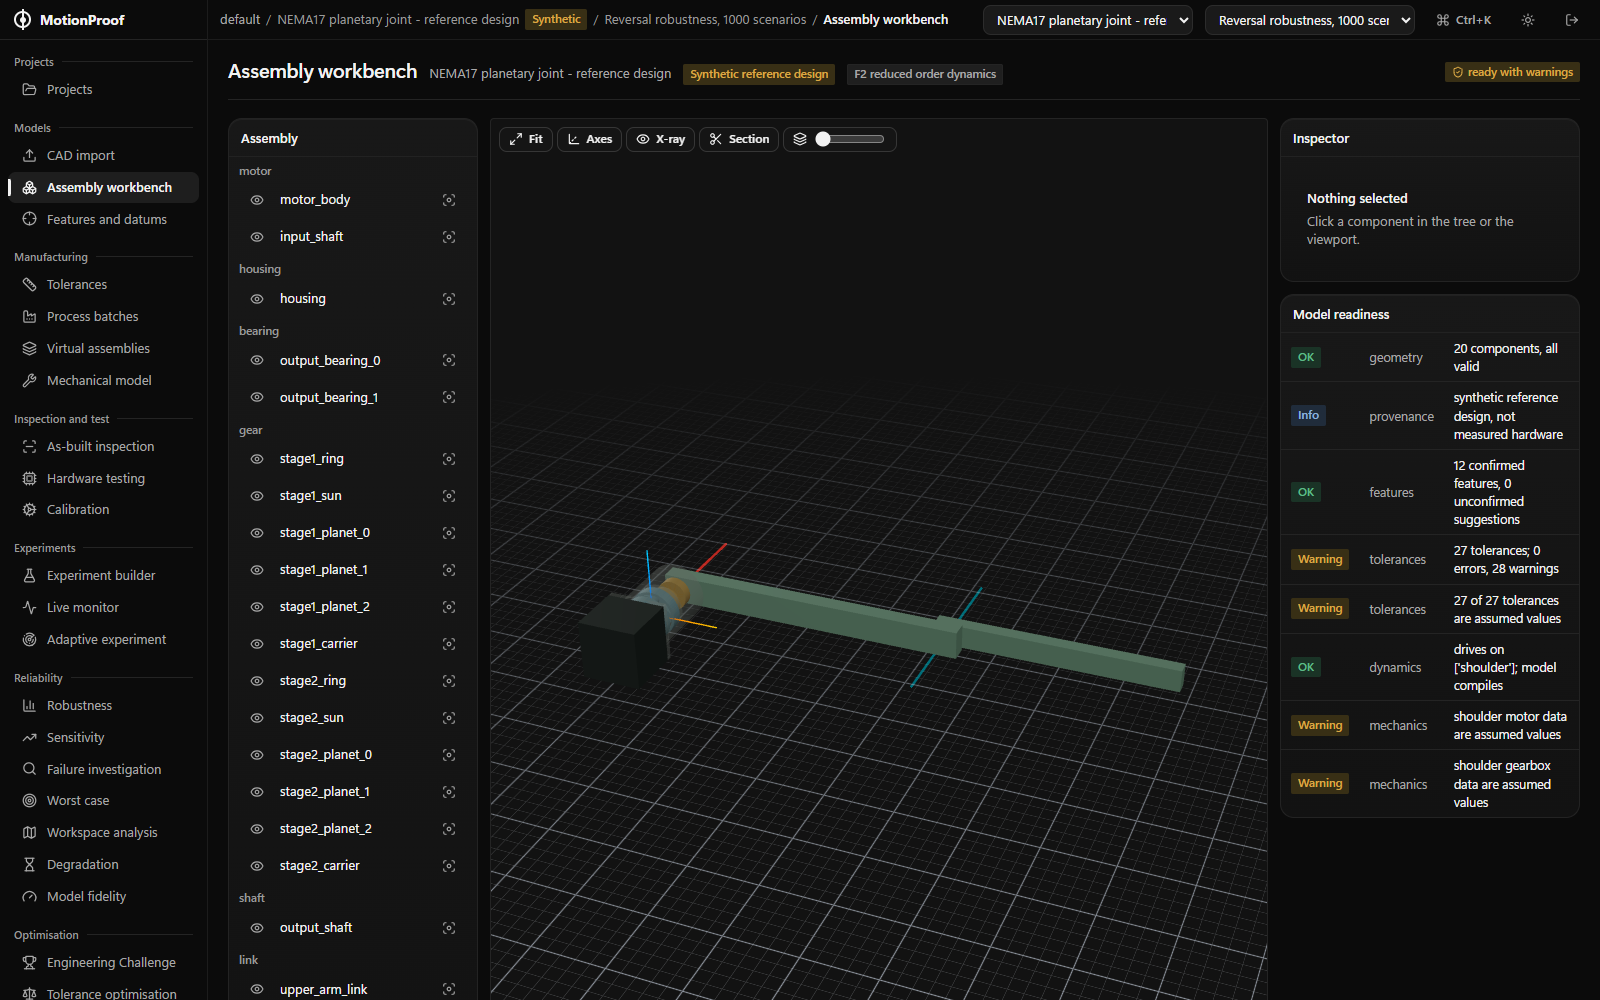 MotionProof
default / NEMA17 planetary joint - reference design Synthetic / Reversal robustness, 1000 scenarios / Assembly workbench
NEMA17 planetary joint - refe
Reversal robustness, 1000 scer
Ctrl+K
Projects
Projects
Models
CAD import
Assembly workbench
Features and datums
Manufacturing
Tolerances
Process batches
Virtual assemblies
Mechanical model
Inspection and test
As-built inspection
Hardware testing
Calibration
Experiments
Experiment builder
Live monitor
Adaptive experiment
Reliability
Robustness
Sensitivity
Failure investigation
Worst case
Workspace analysis
Degradation
Model fidelity
Optimisation
Engineering Challenge
Tolerance optimisation
Assembly workbench NEMA17 planetary joint - reference design Synthetic reference design F2 reduced order dynamics
ready with warnings
Assembly
motor
motor_body
input_shaft
housing
housing
bearing
output_bearing_0
output_bearing_1
gear
stage1_ring
stage1_sun
stage1_planet_0
stage1_planet_1
stage1_planet_2
stage1_carrier
stage2_ring
stage2_sun
stage2_planet_0
stage2_planet_1
stage2_planet_2
stage2_carrier
shaft
output_shaft
link
upper_arm_link
Fit Axes X-ray Section
Inspector
Nothing selected
Click a component in the tree or the
viewport.
Model readiness
OK geometry 20 components, all
valid
Info provenance synthetic reference
design, not
measured hardware
OK features 12 confirmed
features, 0
unconfirmed
suggestions
Warning tolerances 27 tolerances; 0
errors, 28 warnings
Warning tolerances 27 of 27 tolerances
are assumed values
OK dynamics drives on
['shoulder']; model
compiles
Warning mechanics shoulder motor data
are assumed values
Warning mechanics shoulder gearbox
data are assumed
values